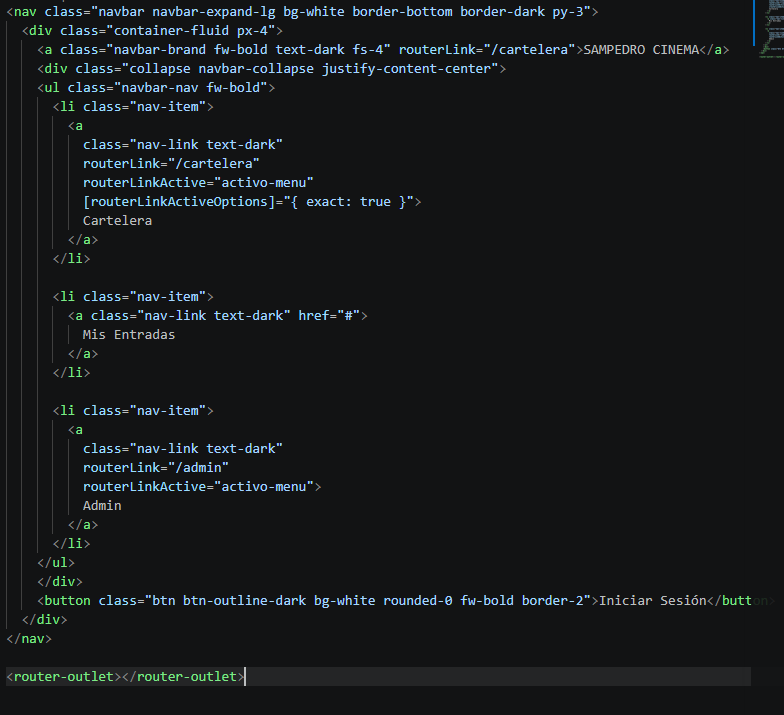 <nav class="navbar navbar-expand-lg bg-white border-bottom border-dark py-3">
<div class="container-fluid px-4">
<a class="navbar-brand fw-bold text-dark fs-4" routerLink="/cartelera">SAMPEDRO CINEMA</a>
<div class="collapse navbar-collapse justify-content-center">
<ul class="navbar-nav fw-bold">
<li class="nav-item">
<a
class="nav-link text-dark"
routerLink="/cartelera"
routerLinkActive="activo-menu"
[routerLinkActiveOptions]="{ exact: true }">
Cartelera
</a>
</li>
<li class="nav-item">
<a class="nav-link text-dark" href="#">
Mis Entradas
</a>
</li>
<li class="nav-item">
<a
class="nav-link text-dark"
routerLink="/admin"
routerLinkActive="activo-menu">
Admin
</a>
</li>
</ul>
</div>
<button class="btn btn-outline-dark bg-white rounded-0 fw-bold border-2">Iniciar Sesión</button>
</div>
</nav>
<router-outlet></router-outlet>